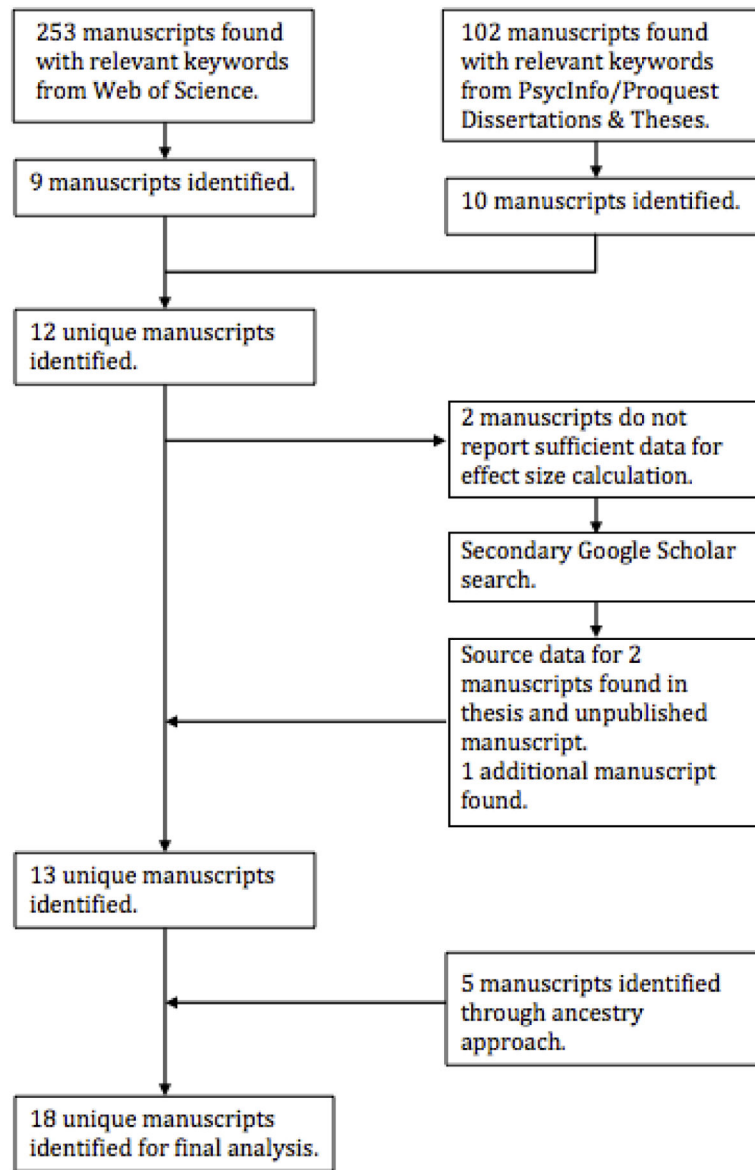 253 manuscripts found
with relevant keywords
from Web of Science.
102 manuscripts found
with relevant keywords
from PsycInfo/Proquest
Dissertations & Theses.
9 manuscripts identified.
10 manuscripts identified.
12 unique manuscripts
identified.
2 manuscripts do not
report sufficient data for
effect size calculation.
Secondary Google Scholar
search.
Source data for 2
manuscripts found in
thesis and unpublished
manuscript.
1 additional manuscript
found.
13 unique manuscripts
identified.
5 manuscripts identified
through ancestry
approach.
18 unique manuscripts
identified for final analysis.